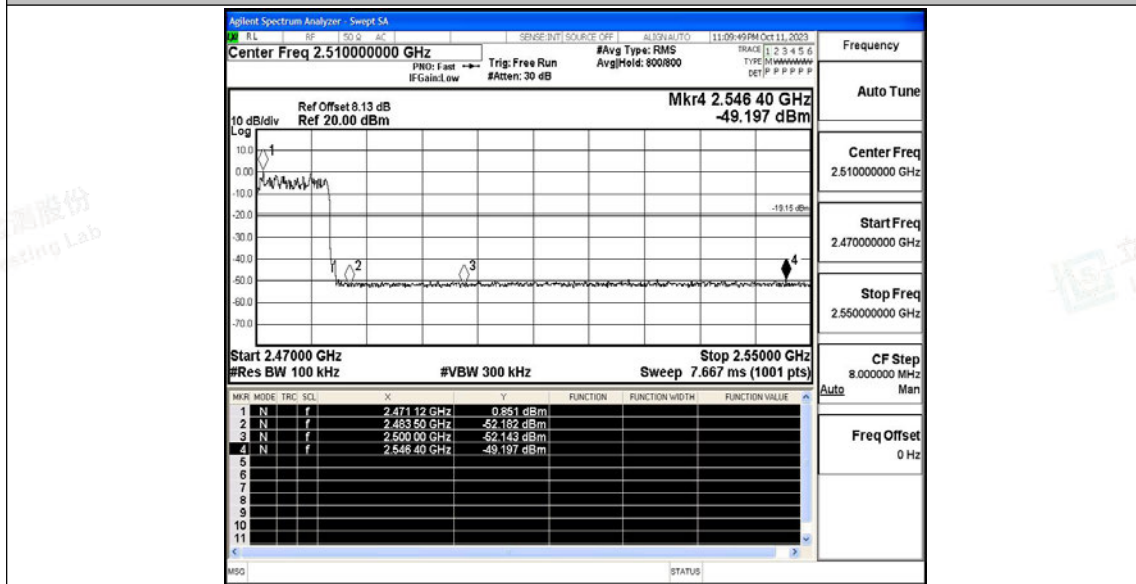 Agilent Spectrum Analyzer - Swept SA
RL RF 50 Ω AC SENSE:INT SOURCE OFF ALIGN AUTO 11:09:49 PM Oct 11, 2023
Center Freq 2.510000000 GHz
PNO: Fast
IFGain:Low
Trig: Free Run
#Atten: 30 dB
#Avg Type: RMS
Avg|Hold: 800/800
TRACE 1 2 3 4 5 6
TYPE M W W W W W
DET P P P P P P
Ref Offset 8.13 dB
10 dB/div Ref 20.00 dBm
Log
Mkr4 2.546 40 GHz
-49.197 dBm
10.0
0.00
-10.0
-20.0
-30.0
-40.0
-50.0
-60.0
-70.0
1
2
3
4
-19.15 dBm
Start 2.47000 GHz Stop 2.55000 GHz
#Res BW 100 kHz #VBW 300 kHz Sweep 7.667 ms (1001 pts)
MKR MODE TRC SCL X Y FUNCTION FUNCTION WIDTH FUNCTION VALUE
1 N f 2.471 12 GHz 0.851 dBm
2 N f 2.483 50 GHz -52.182 dBm
3 N f 2.500 00 GHz -52.143 dBm
4 N f 2.546 40 GHz -49.197 dBm
5
6
7
8
9
10
11
MSG STATUS
Frequency
Auto Tune
Center Freq
2.510000000 GHz
Start Freq
2.470000000 GHz
Stop Freq
2.550000000 GHz
CF Step
8.000000 MHz
Auto Man
Freq Offset
0 Hz